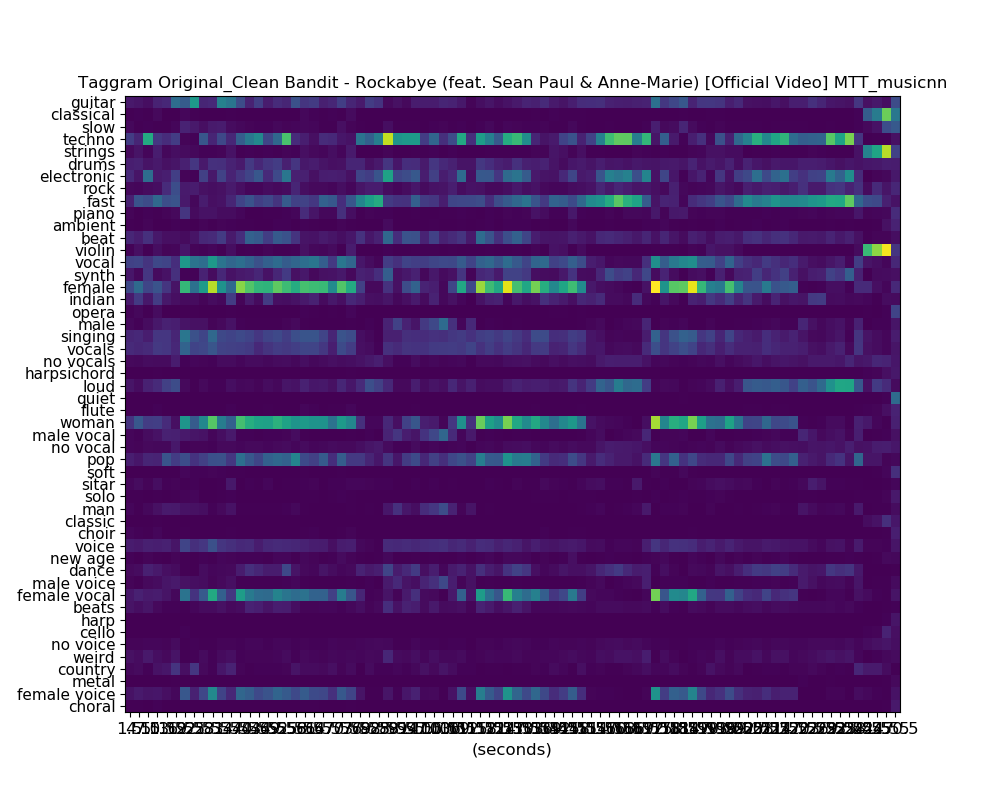 Taggram Original_Clean Bandit - Rockabye (feat. Sean Paul & Anne-Marie) [Official Video] MTT_musicnn
guitar
classical
slow
techno
strings
drums
electronic
rock
fast
piano
ambient
beat
violin
vocal
synth
female
indian
opera
male
singing
vocals
no vocals
harpsichord
loud
quiet
flute
woman
male vocal
no vocal
pop
soft
sitar
solo
man
classic
choir
voice
new age
dance
male voice
female vocal
beats
harp
cello
no voice
weird
country
metal
female voice
choral
(seconds)